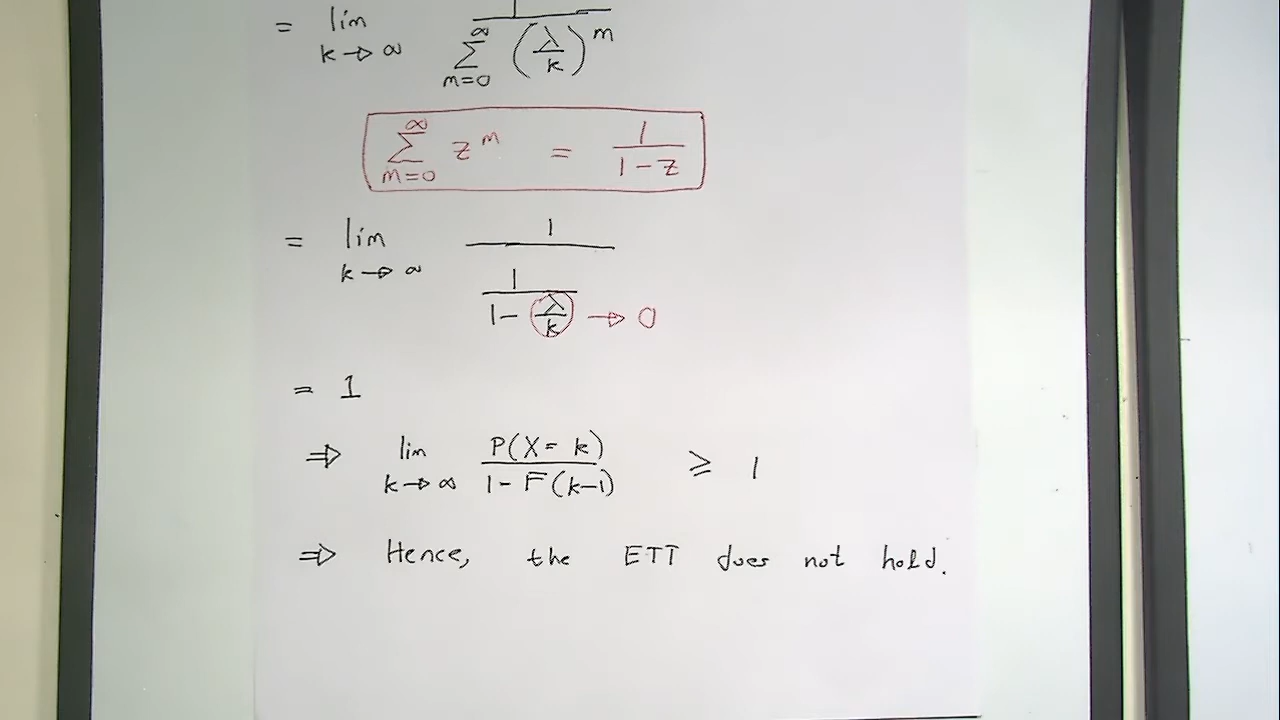 = lim k→∞ 1 / ∑_{m=0}^{∞} (λ/k)^m
∑_{m=0}^{∞} z^m = 1 / (1 - z)
= lim k→∞ 1 / (1 / (1 - λ/k)) → 0
= 1
⇒ lim k→∞ P(X = k) / (1 - F(k-1)) ≥ 1
⇒ Hence, the ETT does not hold.